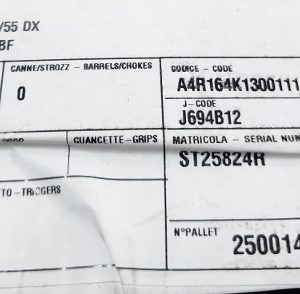 /55 DX
BF
CANNE/STROZZ - BARRELS/CHOKES
0
CODICE - CODE
A4R164K1300111
J-CODE
J694B12
GUANCETTE - GRIPS
MATRICOLA - SERIAL NUM
ST25824R
TO - TRIGGERS
N°PALLET
250014